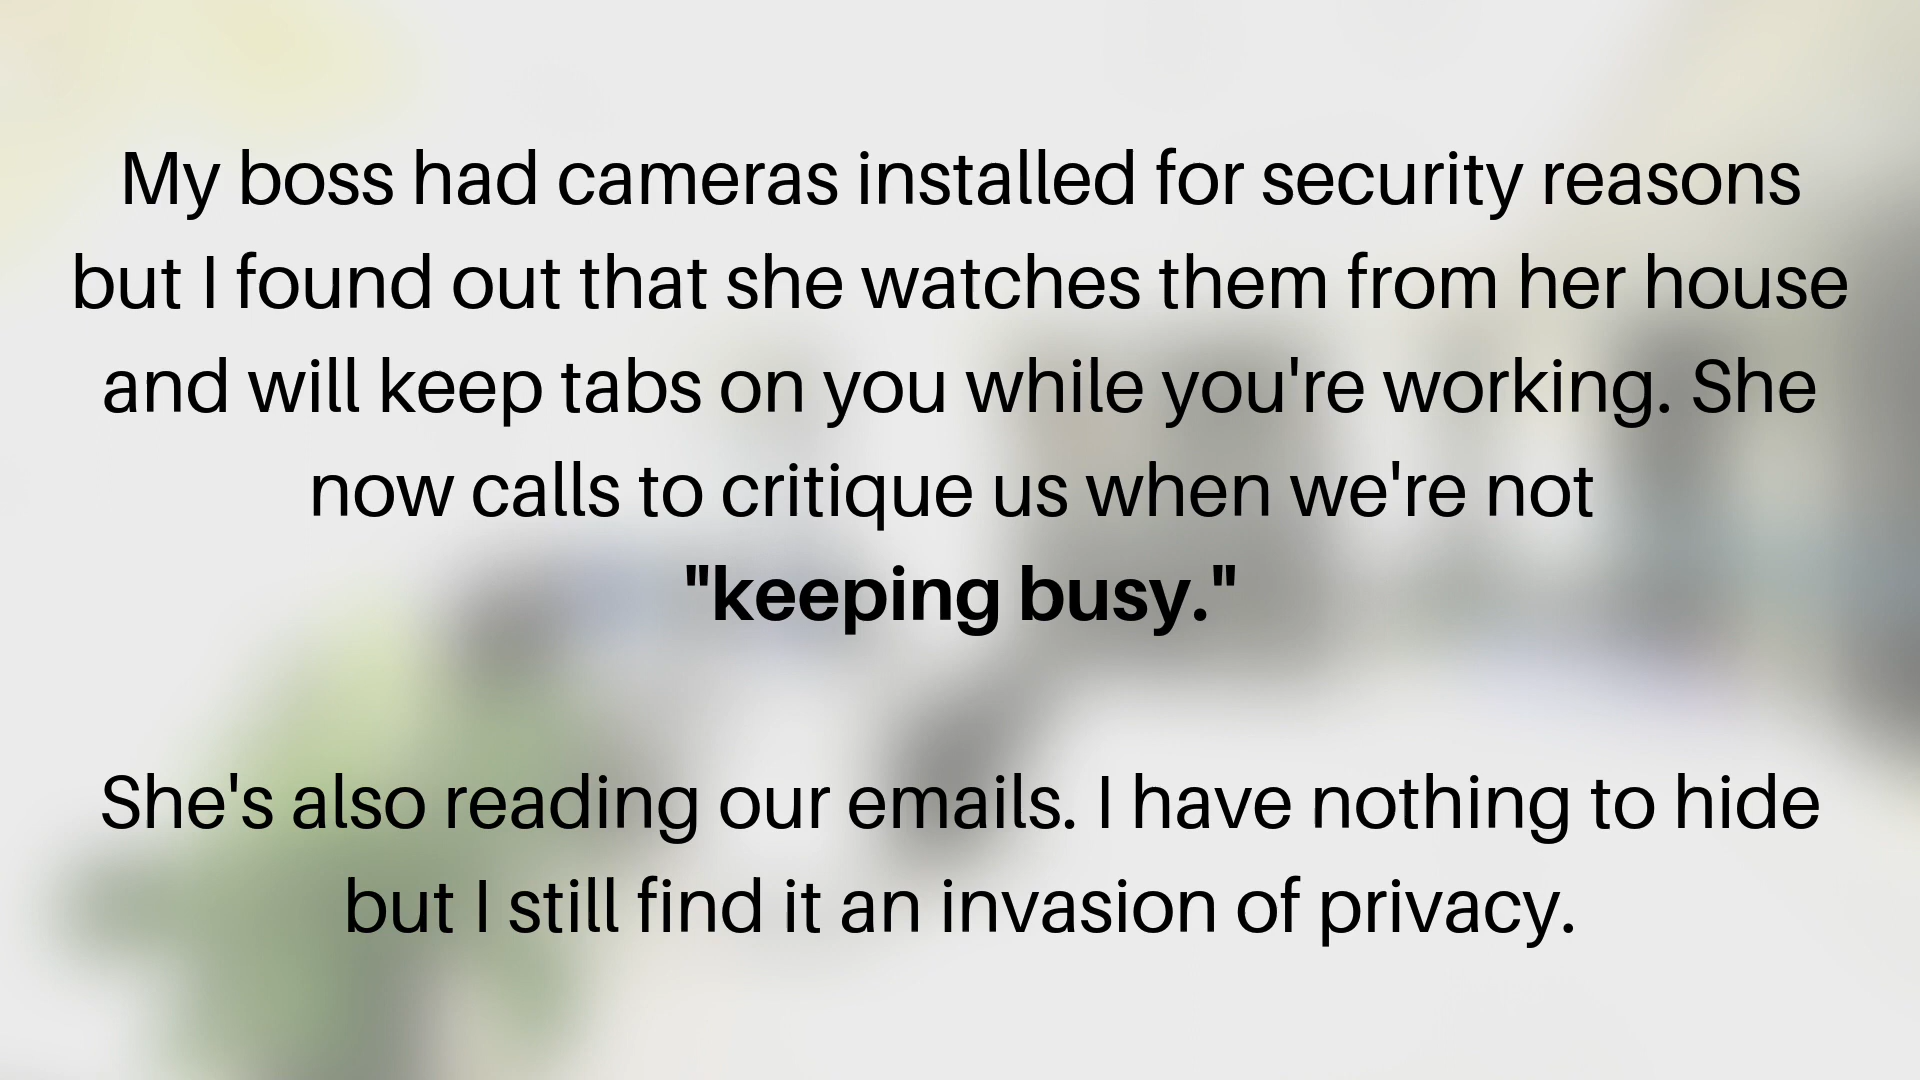 My boss had cameras installed for security reasons
but I found out that she watches them from her house
and will keep tabs on you while you're working. She
now calls to critique us when we're not
"keeping busy."
She's also reading our emails. I have nothing to hide
but I still find it an invasion of privacy.